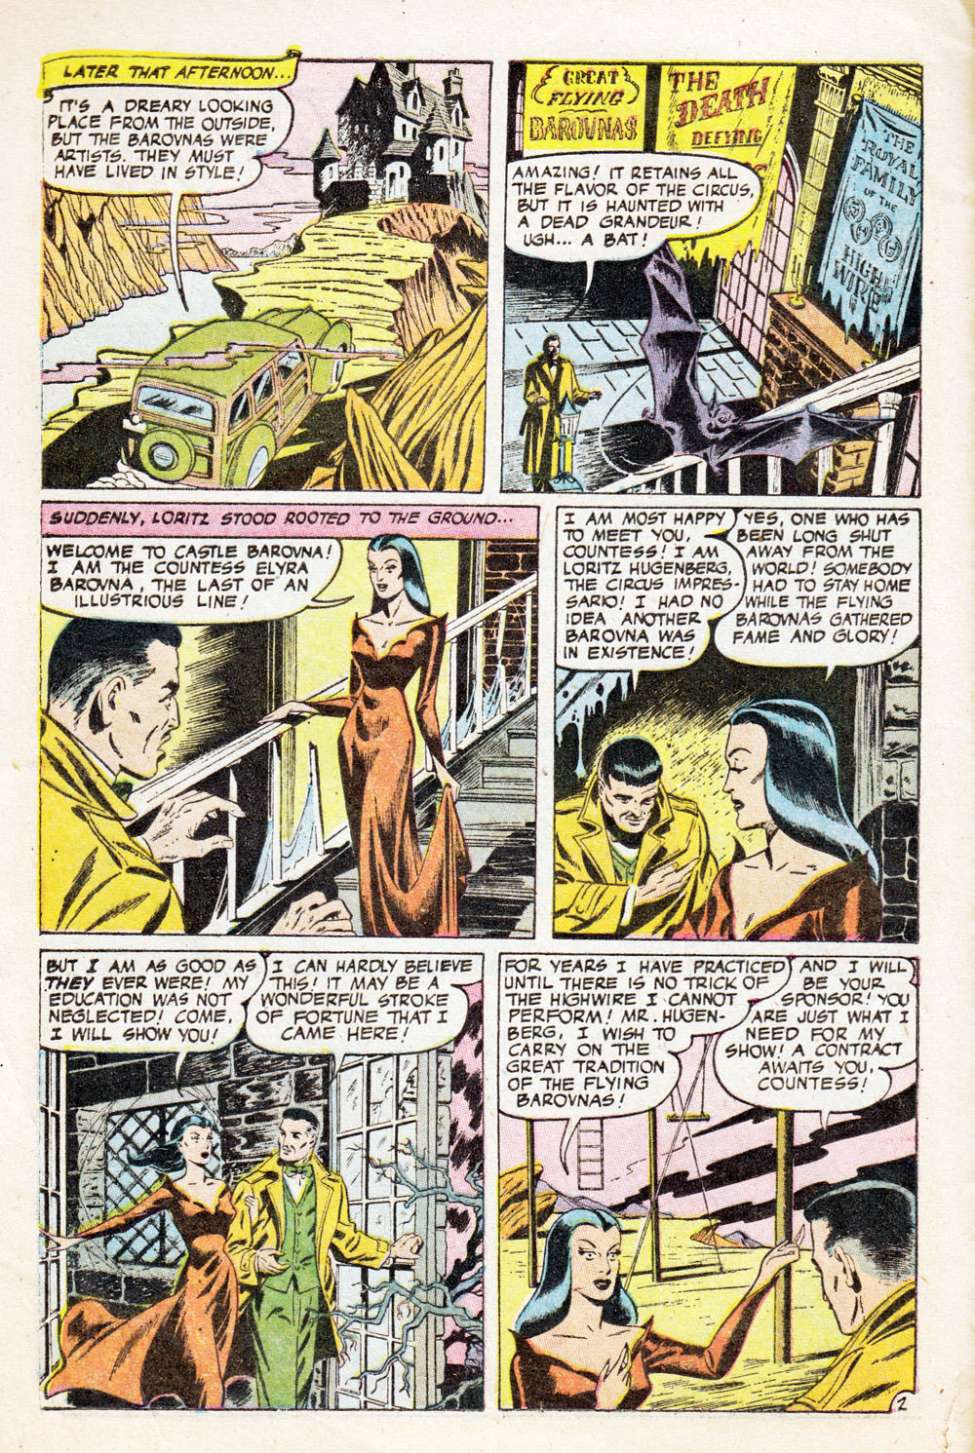 LATER THAT AFTERNOON...
IT'S A DREARY LOOKING
PLACE FROM THE OUTSIDE,
BUT THE BAROVNAS WERE
ARTISTS. THEY MUST
HAVE LIVED IN STYLE!
GREAT
FLYING
BAROVNAS
THE
DEATH
DEFYING
THE
ROYAL
FAMILY
OF THE
HIGH
WIRE
AMAZING! IT RETAINS ALL
THE FLAVOR OF THE CIRCUS,
BUT IT IS HAUNTED WITH
A DEAD GRANDEUR!
UGH... A BAT!
SUDDENLY, LORITZ STOOD ROOTED TO THE GROUND...
WELCOME TO CASTLE BAROVNA!
I AM THE COUNTESS ELYRA
BAROVNA, THE LAST OF AN
ILLUSTRIOUS LINE!
I AM MOST HAPPY
TO MEET YOU,
COUNTESS! I AM
LORITZ HUGENBERG,
THE CIRCUS IMPRES-
SARIO! I HAD NO
IDEA ANOTHER
BAROVNA WAS
IN EXISTENCE!
YES, ONE WHO HAS
BEEN LONG SHUT
AWAY FROM THE
WORLD! SOMEBODY
HAD TO STAY HOME
WHILE THE FLYING
BAROVNAS GATHERED
FAME AND GLORY!
BUT I AM AS GOOD AS
THEY EVER WERE! MY
EDUCATION WAS NOT
NEGLECTED! COME,
I WILL SHOW YOU!
I CAN HARDLY BELIEVE
THIS! IT MAY BE A
WONDERFUL STROKE
OF FORTUNE THAT I
CAME HERE!
FOR YEARS I HAVE PRACTICED
UNTIL THERE IS NO TRICK OF
THE HIGHWIRE I CANNOT
PERFORM! MR. HUGEN-
BERG, I WISH TO
CARRY ON THE
GREAT TRADITION
OF THE FLYING
BAROVNAS!
AND I WILL
BE YOUR
SPONSOR! YOU
ARE JUST WHAT I
NEED FOR MY
SHOW! A CONTRACT
AWAITS YOU,
COUNTESS!
2